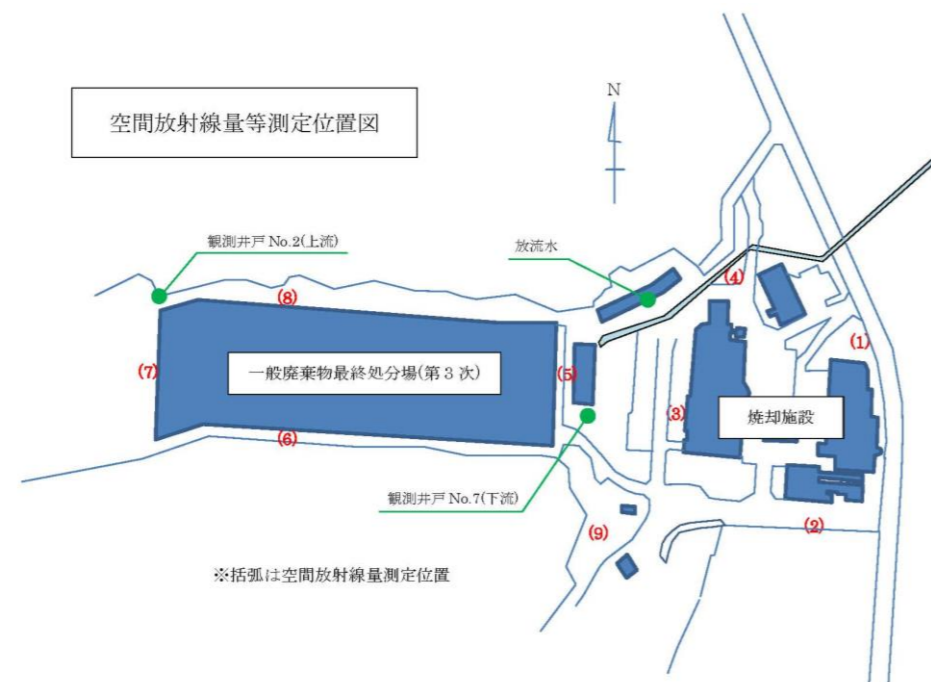 空間放射線量等測定位置図
N
観測井戸 No.2(上流)
放流水
(4)
(8)
(1)
(7)
一般廃棄物最終処分場(第3次)
(5)
(3)
焼却施設
(6)
観測井戸 No.7(下流)
(2)
(9)
※括弧は空間放射線量測定位置